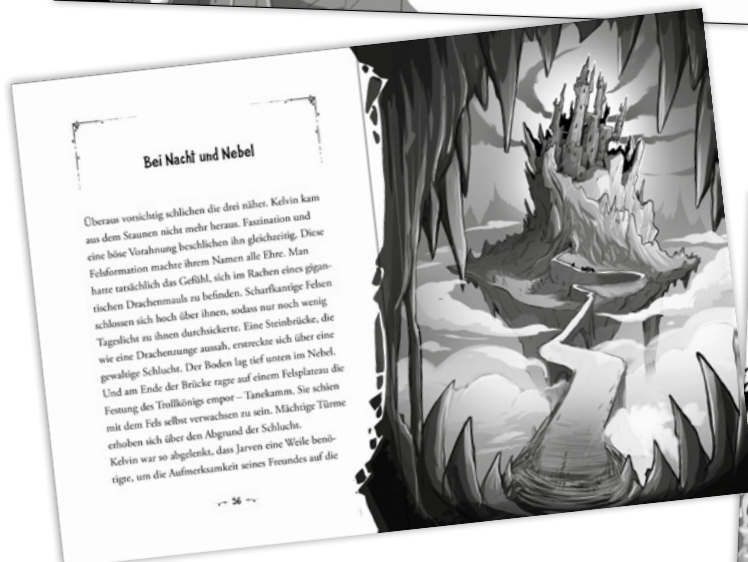 Bei Nacht und Nebel
Überaus vorsichtig schlichen die drei näher. Kelvin kam
aus dem Staunen nicht mehr heraus. Faszination und
eine böse Vorahnung beschlichen ihn gleichzeitig. Diese
Felsformation machte ihrem Namen alle Ehre. Man
hatte tatsächlich das Gefühl, sich im Rachen eines gigan-
tischen Drachenmauls zu befinden. Scharfkantige Felsen
schlossen sich hoch über ihnen, sodass nur noch wenig
Tageslicht zu ihnen durchsickerte. Eine Steinbrücke, die
wie eine Drachenzunge aussah, erstreckte sich über eine
gewaltige Schlucht. Der Boden lag tief unten im Nebel.
Und am Ende der Brücke ragte auf einem Felsplateau die
Festung des Trollkönigs empor – Tanekamm. Sie schien
mit dem Fels selbst verwachsen zu sein. Mächtige Türme
erhoben sich über den Abgrund der Schlucht.
Kelvin war so abgelenkt, dass Jarven eine Weile benö-
tigte, um die Aufmerksamkeit seines Freundes auf die
56